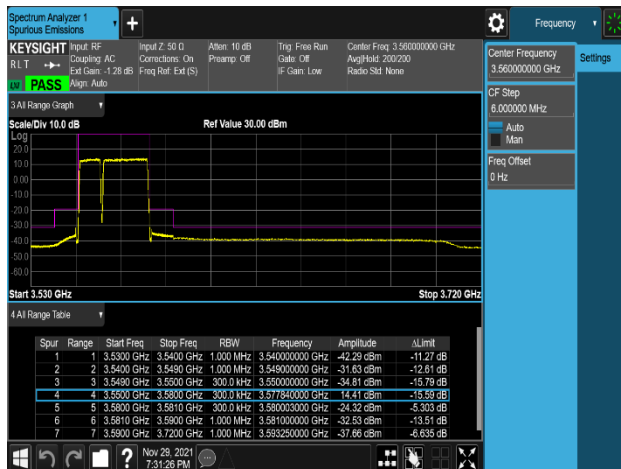 Spectrum Analyzer 1
Spurious Emissions
Frequency
KEYSIGHT
Input: RF
Input Z: 50 Ω
Atten: 10 dB
Trig: Free Run
Center Freq: 3.560000000 GHz
RLT
Coupling: AC
Corrections: On
Preamp: Off
Gate: Off
Avg|Hold: 200/200
Ext Gain: -1.28 dB
Freq Ref: Ext (S)
IF Gain: Low
Radio Std: None
PASS
Align: Auto
Center Frequency
3.560000000 GHz
Settings
CF Step
6.000000 MHz
Auto
Man
Freq Offset
0 Hz
3 All Range Graph
Scale/Div 10.0 dB
Ref Value 30.00 dBm
Log
20.0
10.0
0.00
-10.0
-20.0
-30.0
-40.0
-50.0
-60.0
Start 3.530 GHz
Stop 3.720 GHz
4 All Range Table
Spur Range Start Freq Stop Freq RBW Frequency Amplitude ΔLimit
1 1 3.5300 GHz 3.5400 GHz 1.000 MHz 3.540000000 GHz -42.29 dBm -11.27 dB
2 2 3.5400 GHz 3.5490 GHz 1.000 MHz 3.549000000 GHz -31.63 dBm -12.61 dB
3 3 3.5490 GHz 3.5500 GHz 300.0 kHz 3.550000000 GHz -34.81 dBm -15.79 dB
4 4 3.5500 GHz 3.5800 GHz 300.0 kHz 3.577840000 GHz 14.41 dBm -15.59 dB
5 5 3.5800 GHz 3.5810 GHz 300.0 kHz 3.580003000 GHz -24.32 dBm -5.303 dB
6 6 3.5810 GHz 3.5900 GHz 1.000 MHz 3.581000000 GHz -32.53 dBm -13.51 dB
7 7 3.5900 GHz 3.7200 GHz 1.000 MHz 3.593250000 GHz -37.66 dBm -6.635 dB
Nov 29, 2021
7:31:26 PM